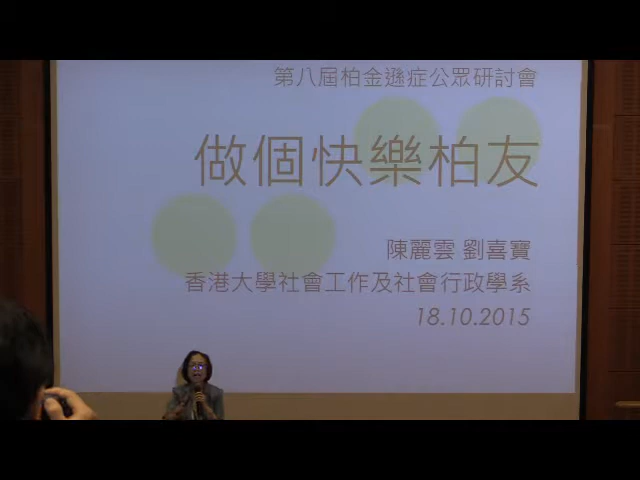 第八屆柏金遜症公眾研討會
做個快樂柏友
陳麗雲 劉喜寶
香港大學社會工作及社會行政學系
18.10.2015